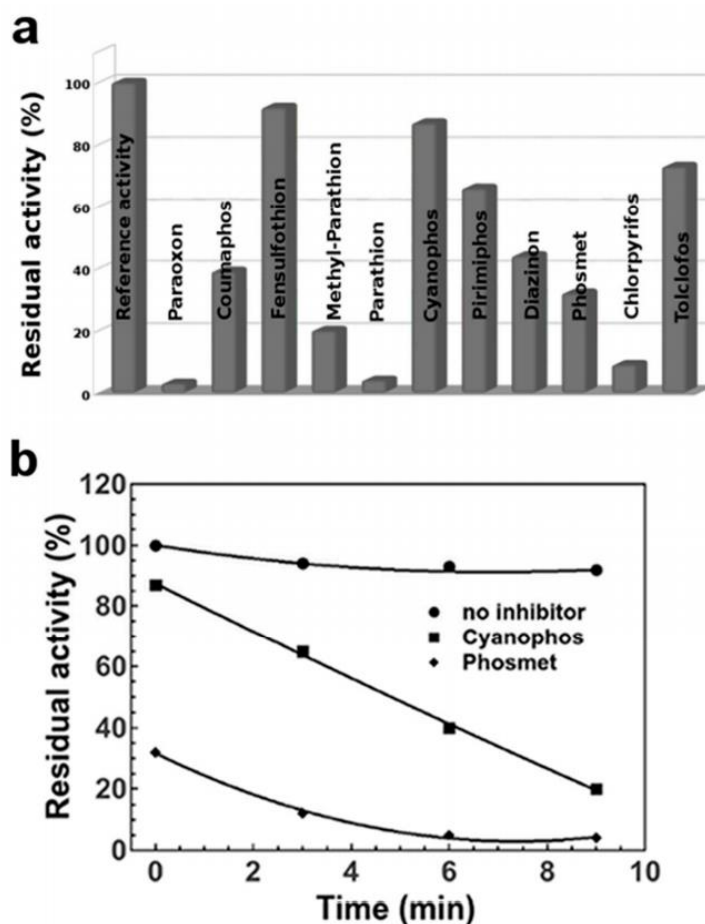 a
Residual activity (%)
100
80
60
40
20
0
Reference activity
Paraoxon
Coumaphos
Fensulfothion
Methyl-Parathion
Parathion
Cyanophos
Pirimiphos
Diazinon
Phosmet
Chlorpyrifos
Tolclofos
b
Residual activity (%)
120
100
80
60
40
20
0
no inhibitor
Cyanophos
Phosmet
0 2 4 6 8 10
Time (min)